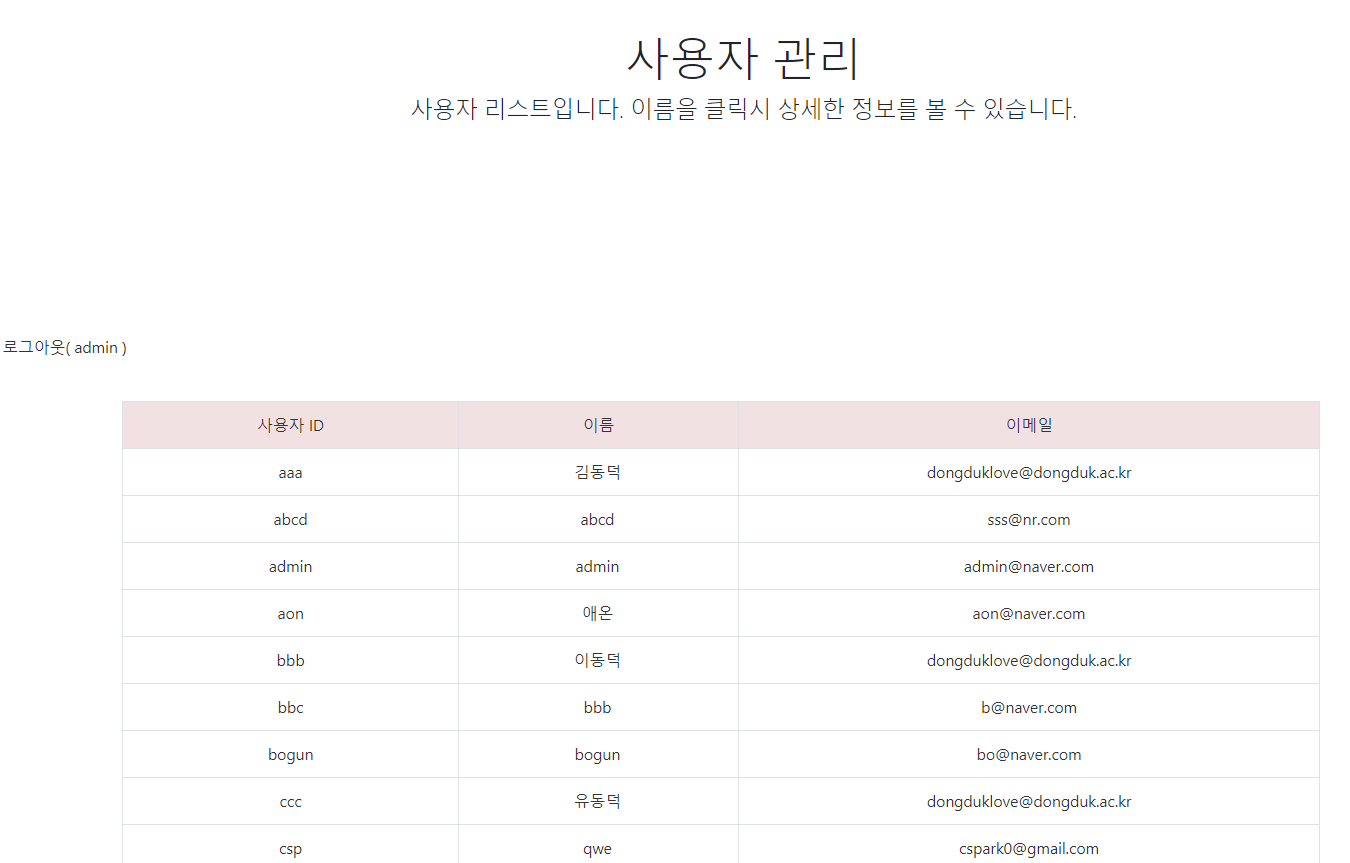 사용자 관리
사용자 리스트입니다. 이름을 클릭시 상세한 정보를 볼 수 있습니다.
로그아웃( admin )
사용자 ID 이름 이메일
aaa 김동덕 dongduklove@dongduk.ac.kr
abcd abcd sss@nr.com
admin admin admin@naver.com
aon 애온 aon@naver.com
bbb 이동덕 dongduklove@dongduk.ac.kr
bbc bbb b@naver.com
bogun bogun bo@naver.com
ccc 유동덕 dongduklove@dongduk.ac.kr
csp qwe cspark0@gmail.com